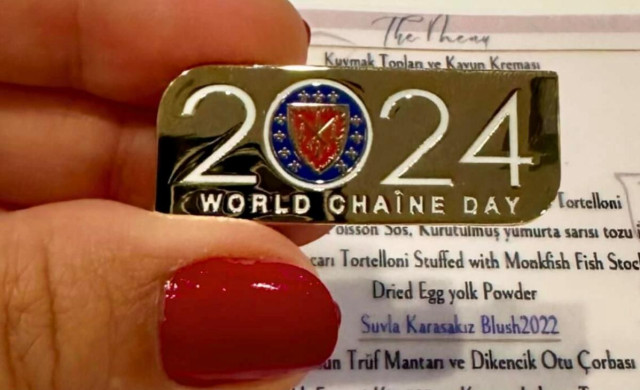 The Menu
Kuymak Topları ve Kavun Kreması
2024
WORLD CHAÎNE DAY
Tortelloni
Poisson Sos, Kurutulmuş yumurta sarısı tozu
Tortelloni Stuffed with Monkfish Fish
Dried Egg yolk Powder
Suvla Karasakız Blush2022
Trüf Mantarı ve Dikencik Otu Çorbası